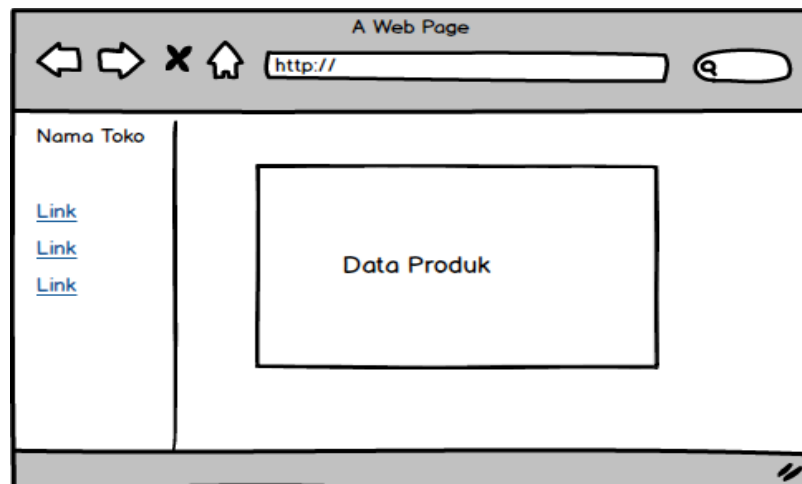 A Web Page
http://
Nama Toko
Link
Link
Link
Data Produk